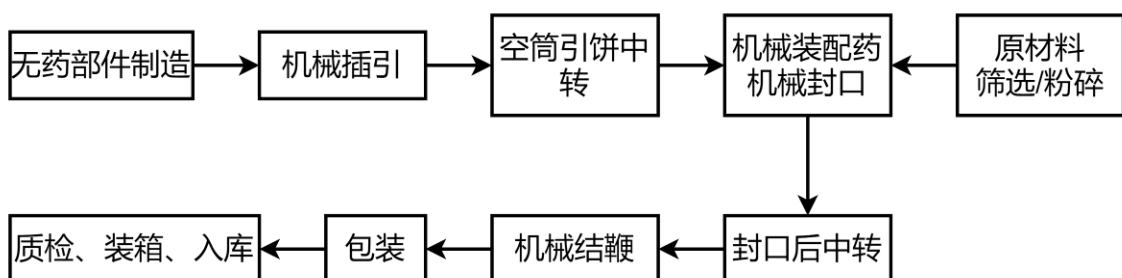 无药部件制造
机械插引
空筒引饼中
转
机械装配药
机械封口
原材料
筛选/粉碎
质检、装箱、入库
包装
机械结鞭
封口后中转